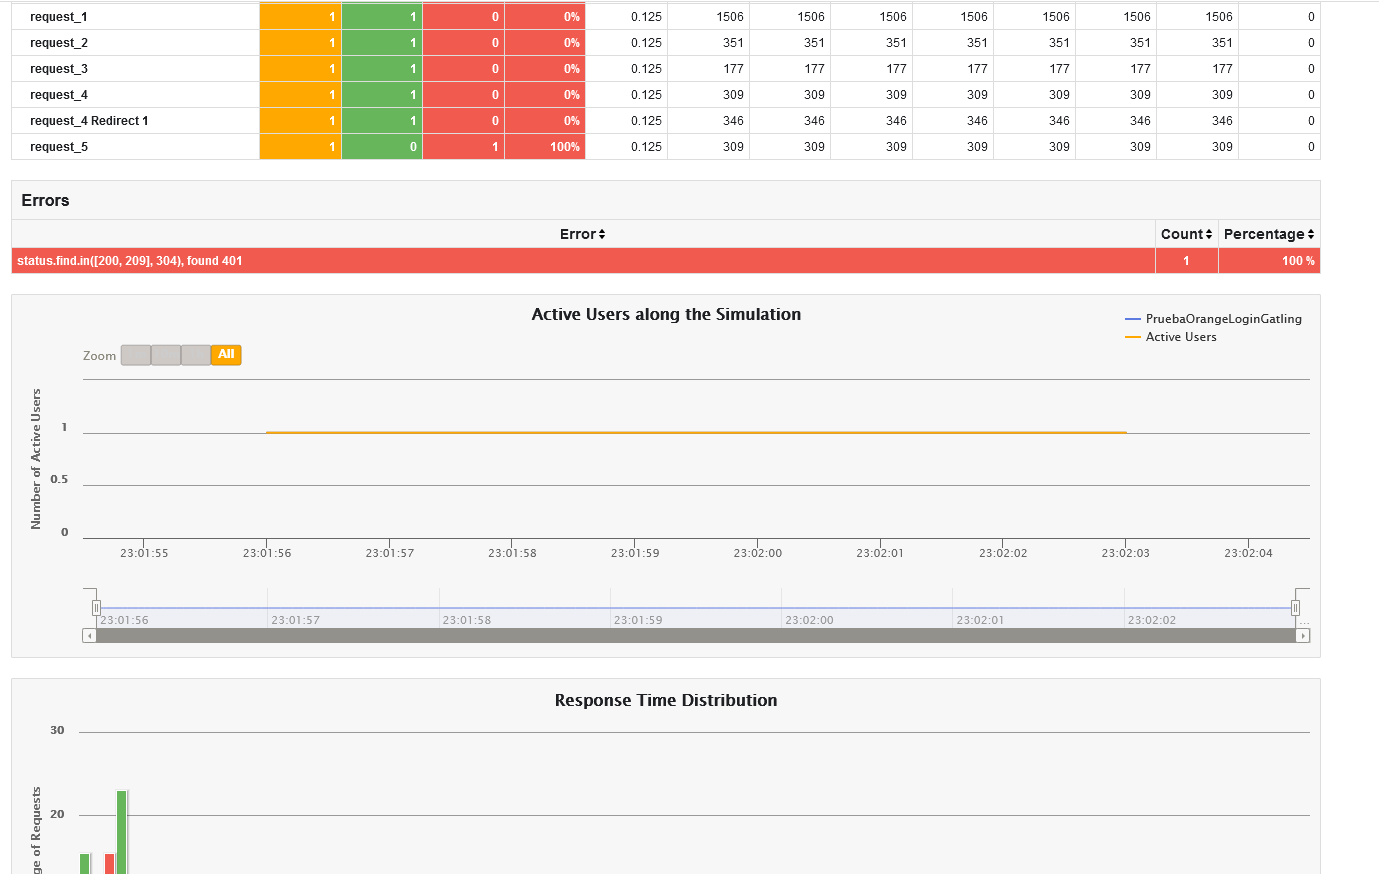 request_1 1 1 0 0% 0.125 1506 1506 1506 1506 1506 1506 1506 0
request_2 1 1 0 0% 0.125 351 351 351 351 351 351 351 0
request_3 1 1 0 0% 0.125 177 177 177 177 177 177 177 0
request_4 1 1 0 0% 0.125 309 309 309 309 309 309 309 0
request_4 Redirect 1 1 1 0 0% 0.125 346 346 346 346 346 346 346 0
request_5 1 0 1 100% 0.125 309 309 309 309 309 309 309 0
Errors
Error Count Percentage
status.find.in([200, 209], 304), found 401 1 100 %
Active Users along the Simulation
PruebaOrangeLoginGatling
Active Users
Zoom All
Number of Active Users
1
0.5
0
23:01:55 23:01:56 23:01:57 23:01:58 23:01:59 23:02:00 23:02:01 23:02:02 23:02:03 23:02:04
23:01:56 23:01:57 23:01:58 23:01:59 23:02:00 23:02:01 23:02:02 ...
Response Time Distribution
30
20
ge of Requests